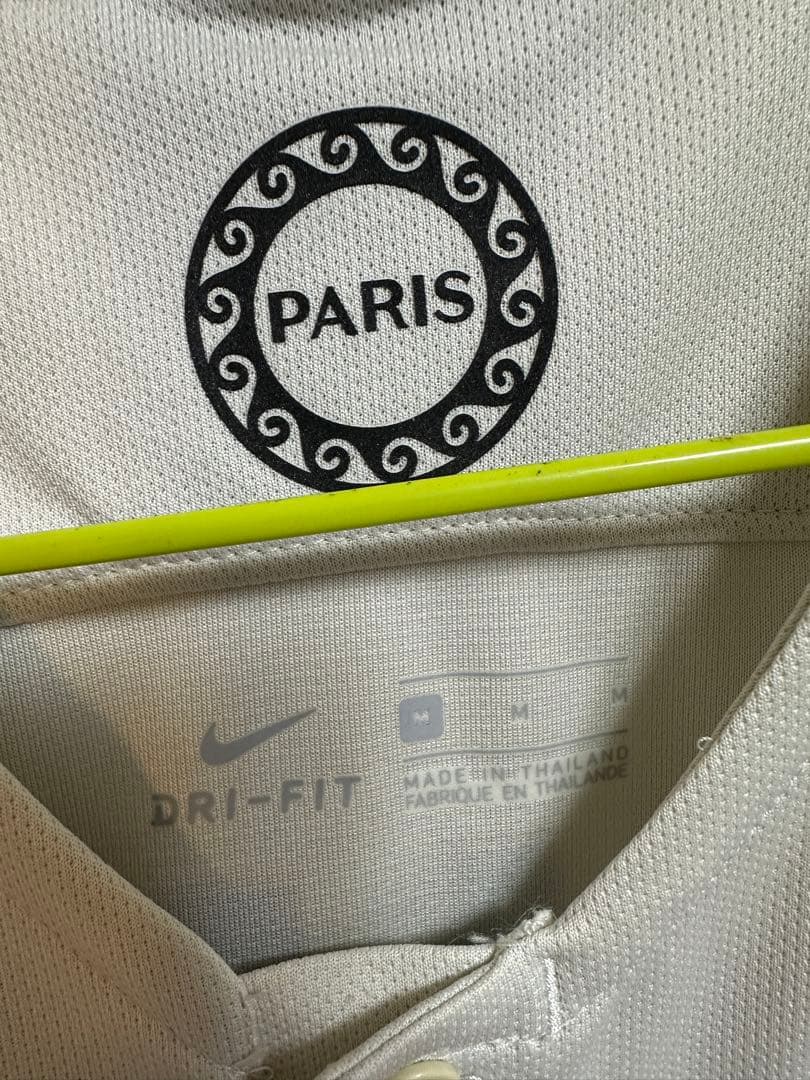 PARIS
DRI-FIT
M M M
MADE IN THAILAND
FABRIQUE EN THAILANDE